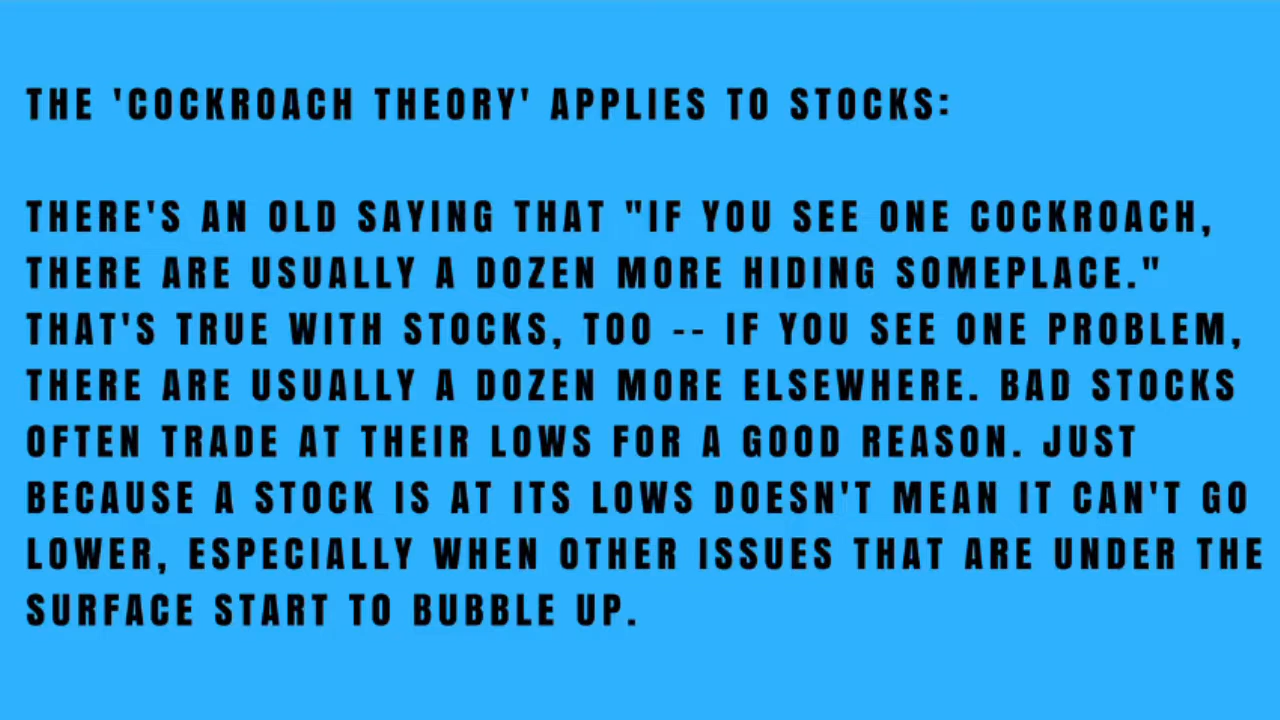 THE 'COCKROACH THEORY' APPLIES TO STOCKS:
THERE'S AN OLD SAYING THAT "IF YOU SEE ONE COCKROACH,
THERE ARE USUALLY A DOZEN MORE HIDING SOMEPLACE."
THAT'S TRUE WITH STOCKS, TOO -- IF YOU SEE ONE PROBLEM,
THERE ARE USUALLY A DOZEN MORE ELSEWHERE. BAD STOCKS
OFTEN TRADE AT THEIR LOWS FOR A GOOD REASON. JUST
BECAUSE A STOCK IS AT ITS LOWS DOESN'T MEAN IT CAN'T GO
LOWER, ESPECIALLY WHEN OTHER ISSUES THAT ARE UNDER THE
SURFACE START TO BUBBLE UP.